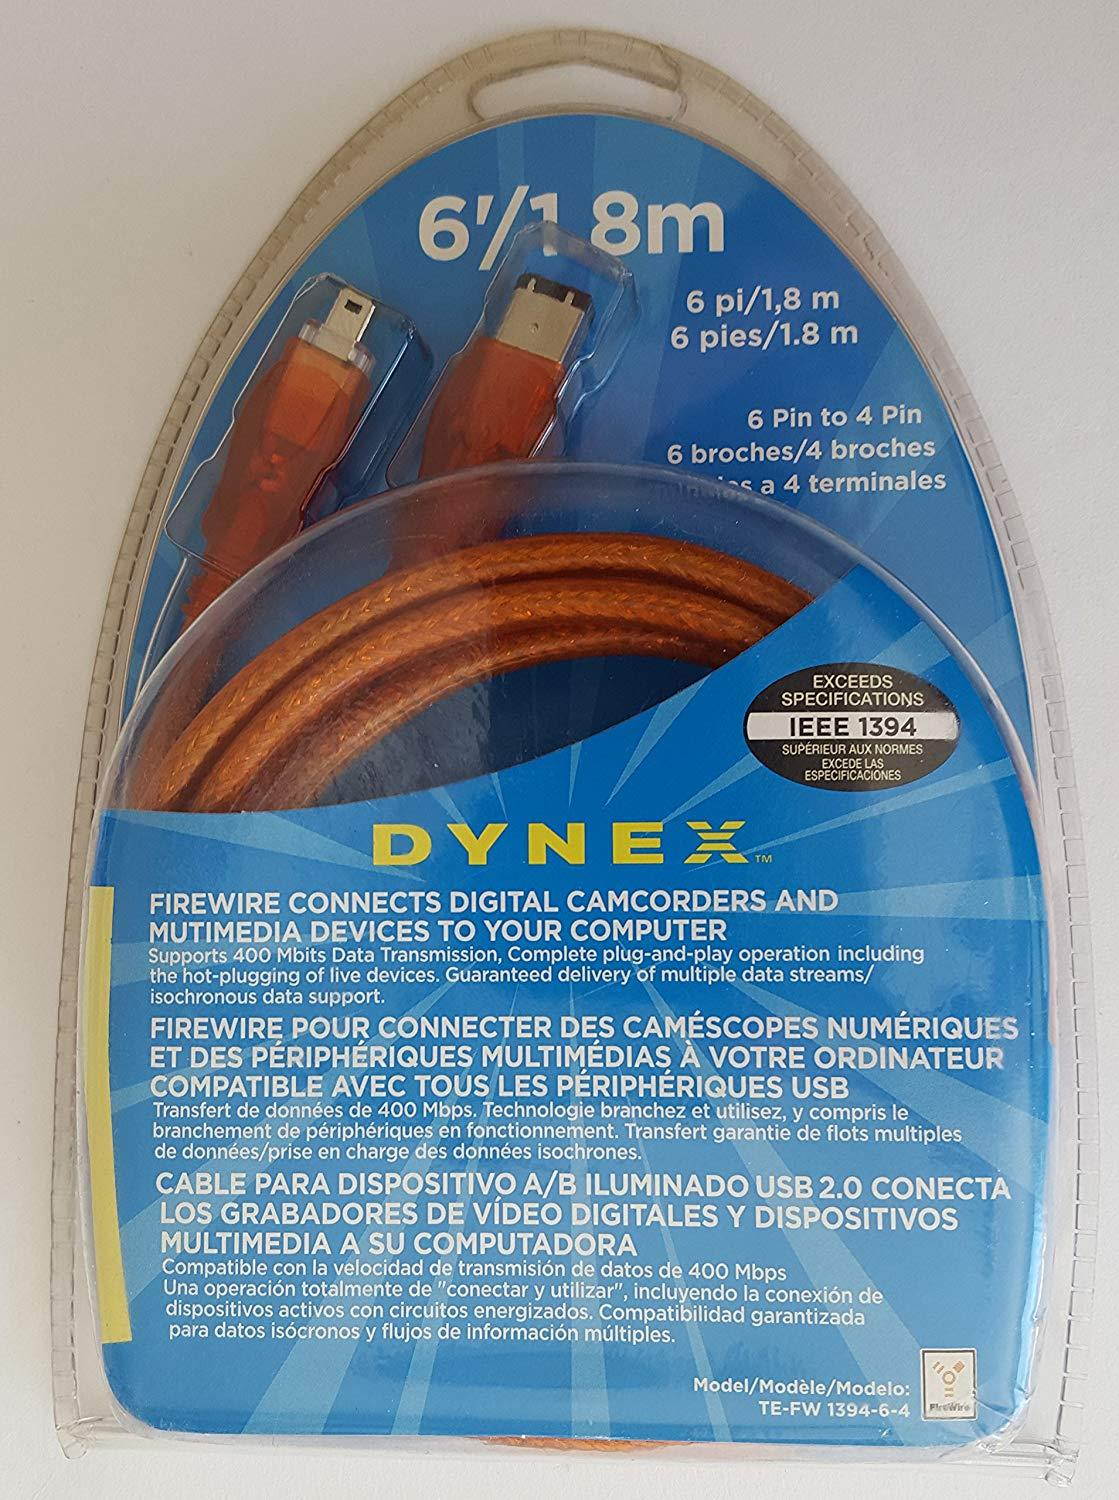 6'/1.8m
6 pi/1,8 m
6 pies/1.8 m
6 Pin to 4 Pin
6 broches/4 broches
a 4 terminales
EXCEEDS
SPECIFICATIONS
IEEE 1394
SUPÉRIEUR AUX NORMES
EXCEDE LAS
ESPECIFICACIONES
DYNEX™
FIREWIRE CONNECTS DIGITAL CAMCORDERS AND
MUTIMEDIA DEVICES TO YOUR COMPUTER
Supports 400 Mbits Data Transmission, Complete plug-and-play operation including
the hot-plugging of live devices. Guaranteed delivery of multiple data streams/
isochronous data support.
FIREWIRE POUR CONNECTER DES CAMÉSCOPES NUMÉRIQUES
ET DES PÉRIPHÉRIQUES MULTIMÉDIAS À VOTRE ORDINATEUR
COMPATIBLE AVEC TOUS LES PÉRIPHÉRIQUES USB
Transfert de données de 400 Mbps. Technologie branchez et utilisez, y compris le
branchement de périphériques en fonctionnement. Transfert garantie de flots multiples
de données/prise en charge des données isochrones.
CABLE PARA DISPOSITIVO A/B ILUMINADO USB 2.0 CONECTA
LOS GRABADORES DE VÍDEO DIGITALES Y DISPOSITIVOS
MULTIMEDIA A SU COMPUTADORA
Compatible con la velocidad de transmisión de datos de 400 Mbps
Una operación totalmente de "conectar y utilizar", incluyendo la conexión de
dispositivos activos con circuitos energizados. Compatibilidad garantizada
para datos isócronos y flujos de información múltiples.
Model/Modèle/Modelo:
TE-FW 1394-6-4
FireWire